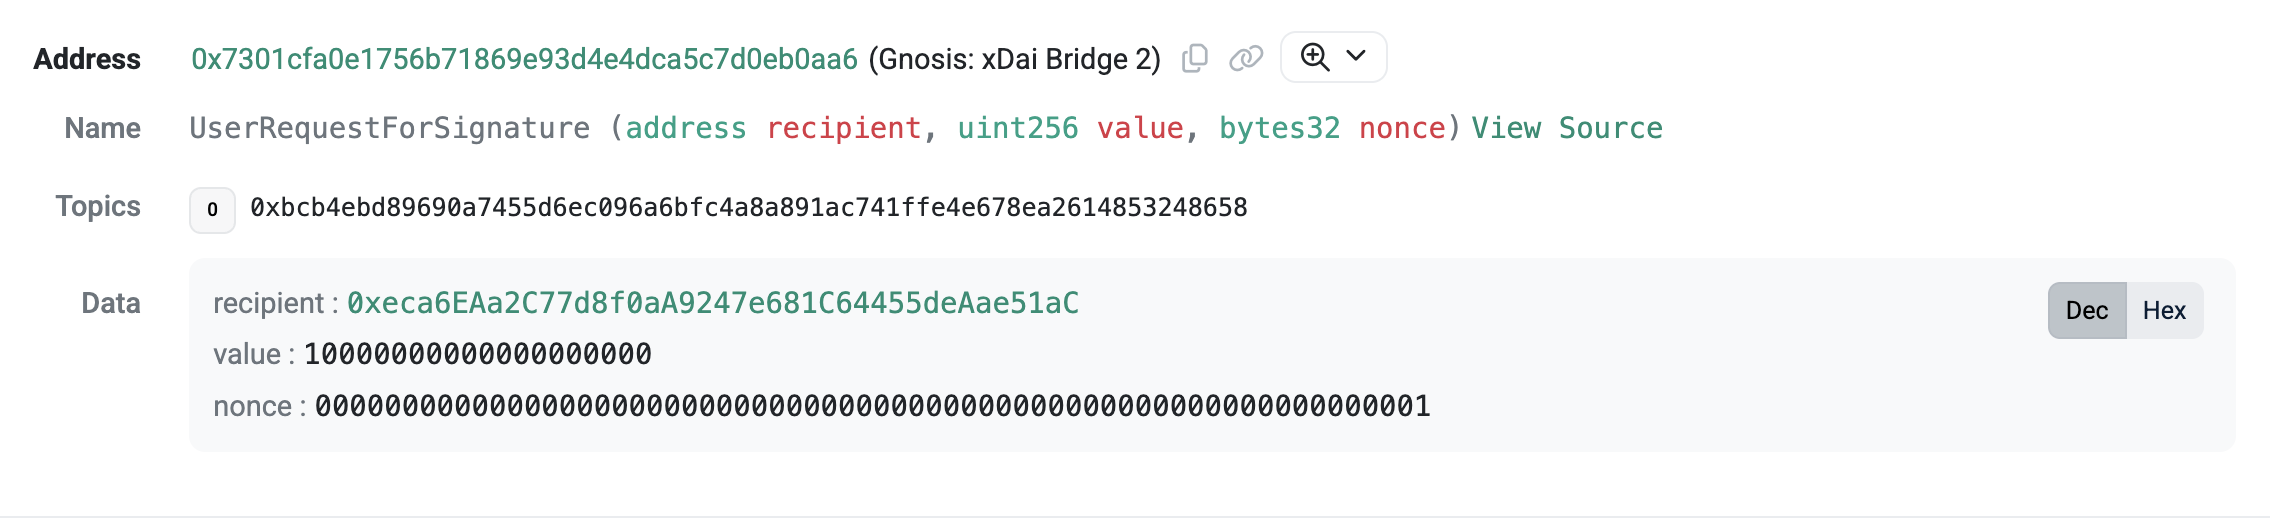 Address 0x7301cfa0e1756b71869e93d4e4dca5c7d0eb0aa6 (Gnosis: xDai Bridge 2)
Name UserRequestForSignature (address recipient, uint256 value, bytes32 nonce) View Source
Topics 0 0xbcb4ebd89690a7455d6ec096a6bfc4a8a891ac741ffe4e678ea2614853248658
Data recipient : 0xeca6EAa2C77d8f0aA9247e681C64455deAae51aC Dec Hex
value : 10000000000000000000
nonce : 0000000000000000000000000000000000000000000000000000000000000001